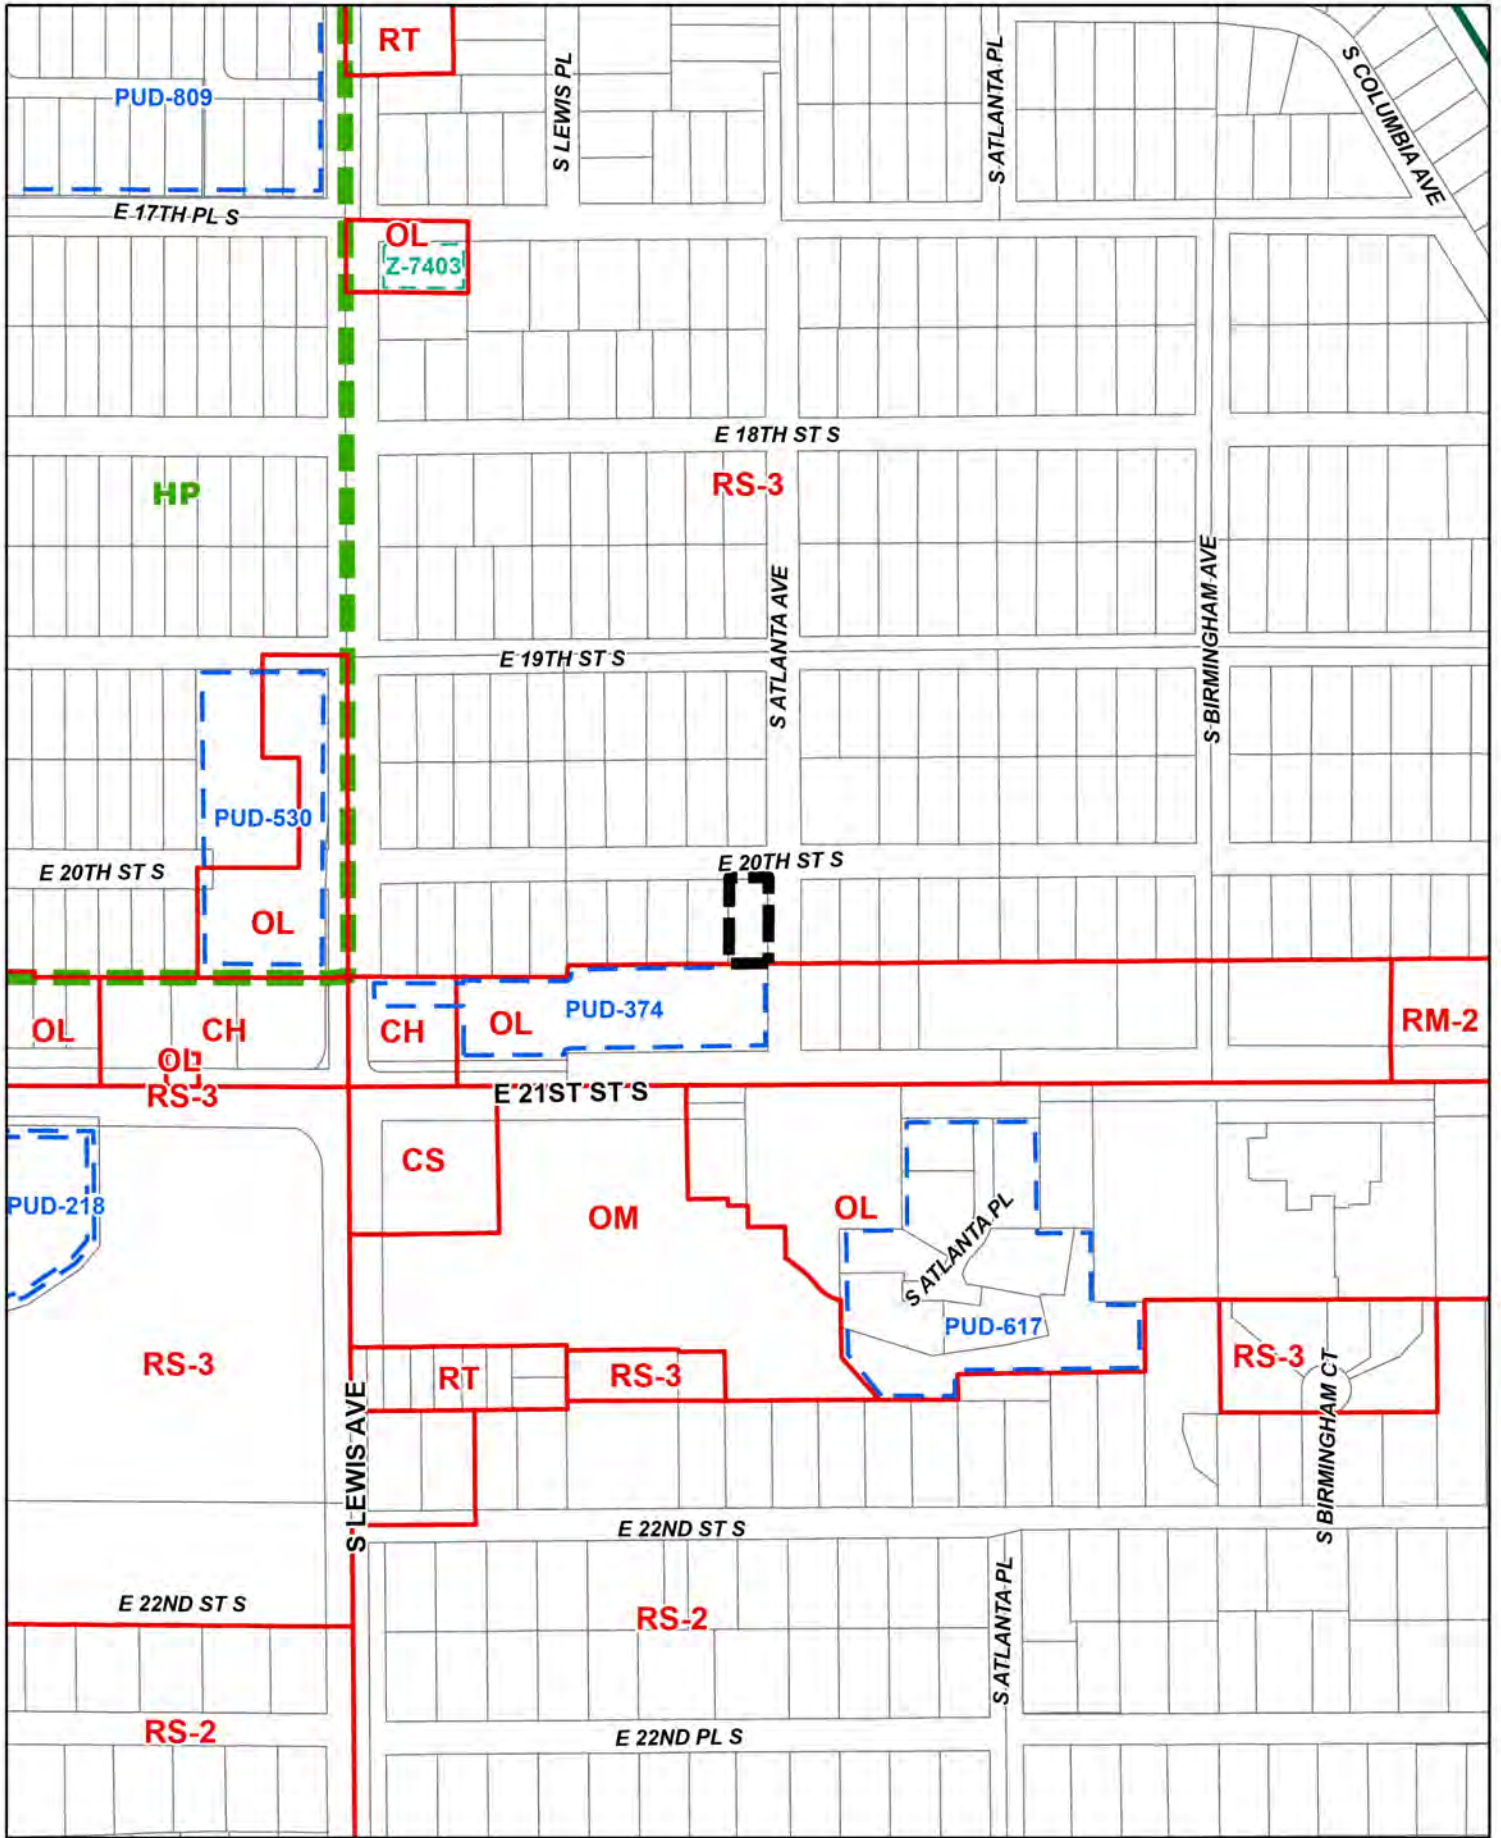 RT
PUD-809
S LEWIS PL
S ATLANTA PL
S COLUMBIA AVE
E 17TH PL S
OL
Z-7403
E 18TH ST S
HP
RS-3
S ATLANTA AVE
S BIRMINGHAM AVE
E 19TH ST S
PUD-530
E 20TH ST S
E 20TH ST S
OL
OL
CH
OL
CH
OL
PUD-374
RM-2
RS-3
E 21ST ST S
CS
PUD-218
OM
OL
S ATLANTA PL
PUD-617
RS-3
RT
RS-3
RS-3
S BIRMINGHAM CT
S LEWIS AVE
E 22ND ST S
E 22ND ST S
RS-2
S ATLANTA PL
RS-2
E 22ND PL S